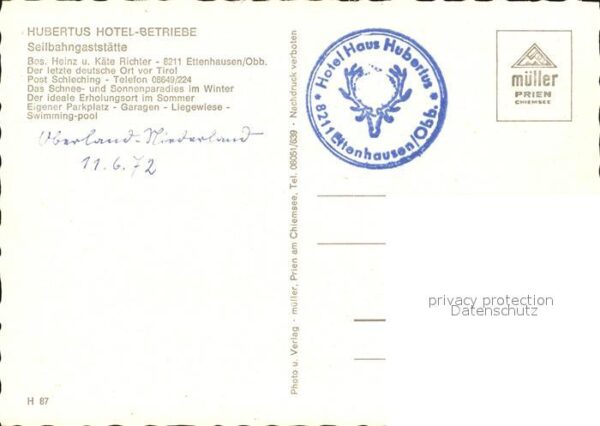 HUBERTUS HOTEL-BETRIEBE
Seilbahngaststätte
Bes. Heinz u. Käte Richter - 8211 Ettenhausen/Obb.
Der letzte deutsche Ort vor Tirol
Post Schleching - Telefon 08649/224
Das Schnee- und Sonnenparadies im Winter
Der ideale Erholungsort im Sommer
Eigener Parkplatz - Garagen - Liegewiese -
Swimming-pool
Oberland-Niederland
11.6.72
H 87
Photo u. Verlag - müller, Prien am Chiemsee, Tel. 08051/839 - Nachdruck verboten
* Hotel Haus Hubertus *
8211 Ettenhausen/Obb.
müller
PRIEN
CHIEMSEE
privacy protection
Datenschutz